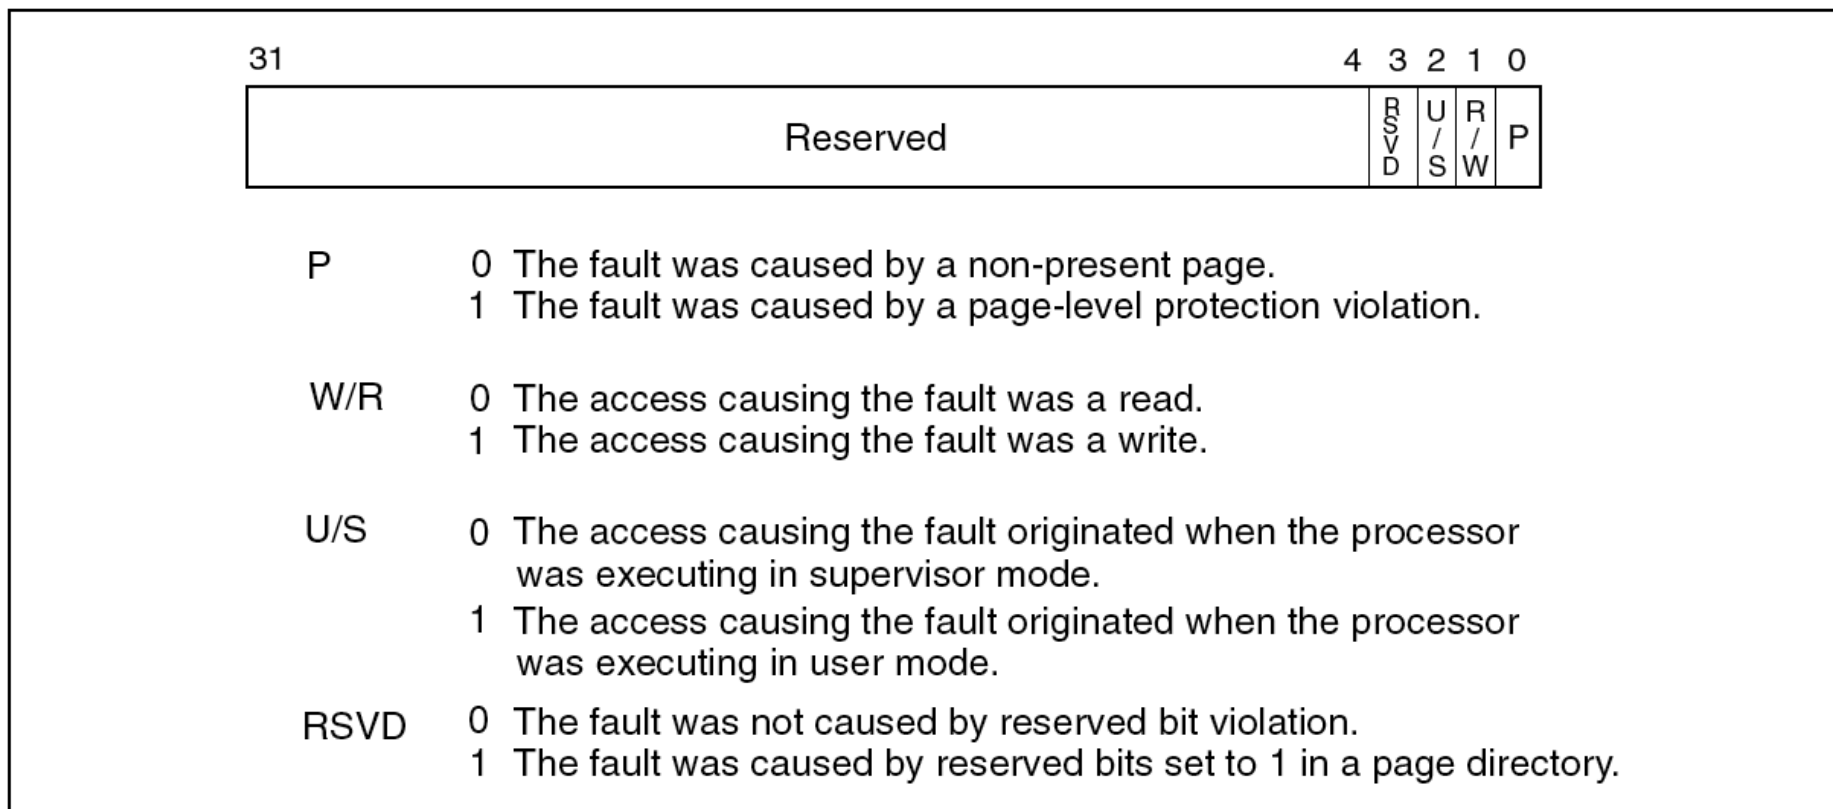 31 4 3 2 1 0
Reserved RSVD U/S R/W P
P 0 The fault was caused by a non-present page.
1 The fault was caused by a page-level protection violation.
W/R 0 The access causing the fault was a read.
1 The access causing the fault was a write.
U/S 0 The access causing the fault originated when the processor
was executing in supervisor mode.
1 The access causing the fault originated when the processor
was executing in user mode.
RSVD 0 The fault was not caused by reserved bit violation.
1 The fault was caused by reserved bits set to 1 in a page directory.